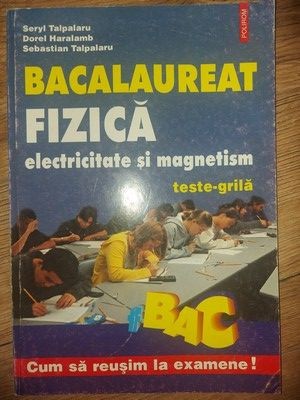 Seryl Talpalaru
Dorel Haralamb
Sebastian Talpalaru
POLIROM
BACALAUREAT
FIZICĂ
electricitate și magnetism
teste-grilă
#BAC
Cum să reușim la examene!